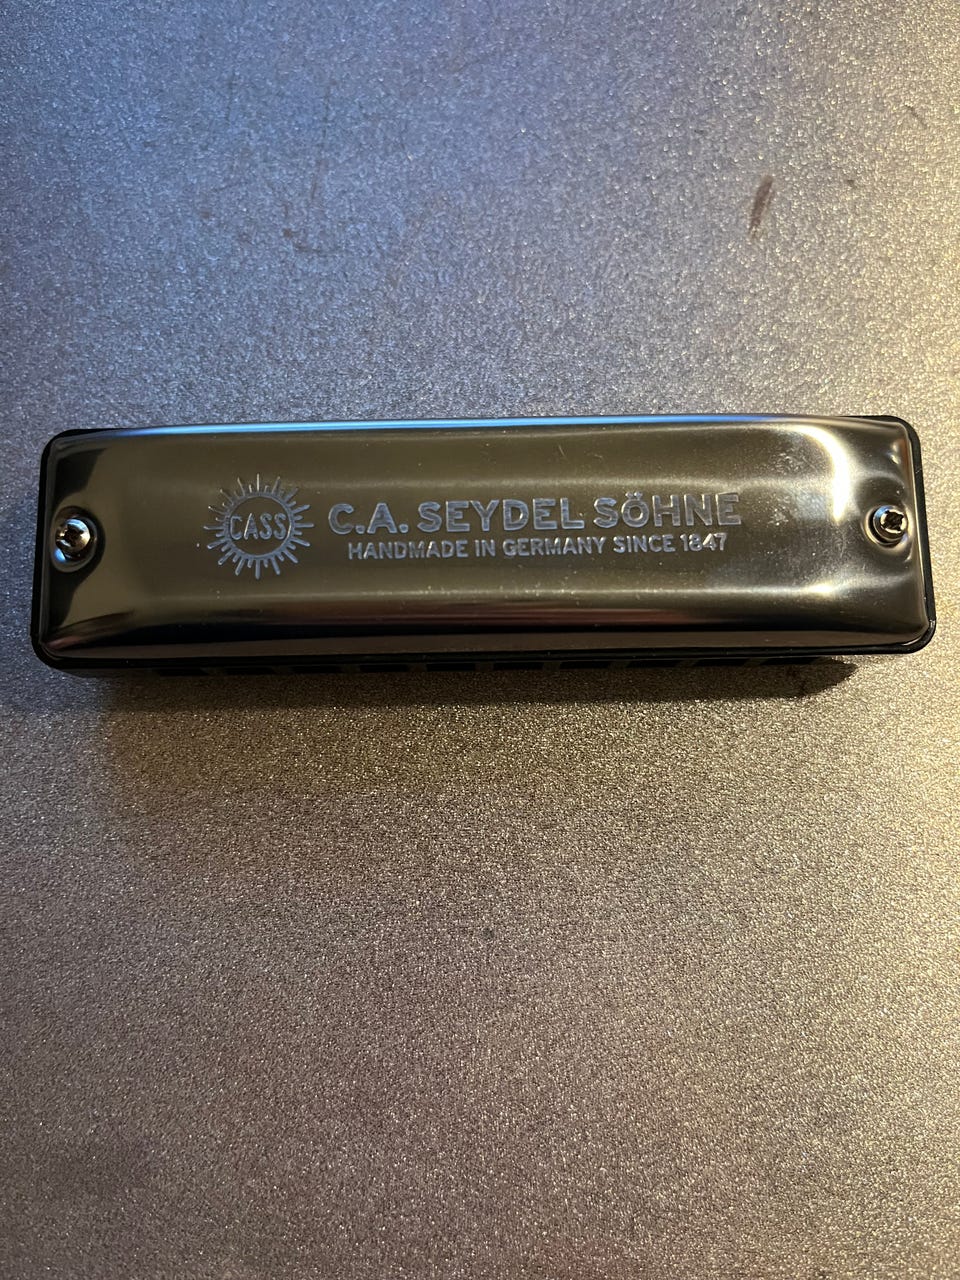 CASS
C.A. SEYDEL SÖHNE
HANDMADE IN GERMANY SINCE 1847